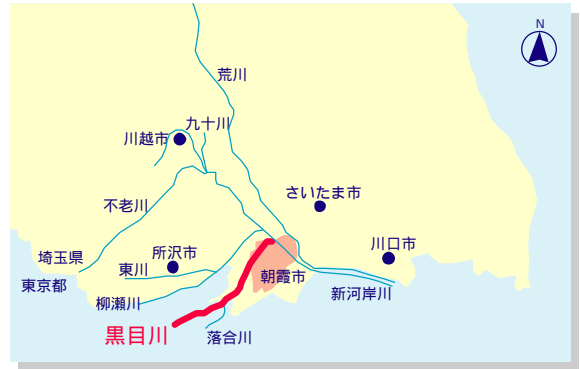 N
荒川
九十川
川越市
さいたま市
不老川
川口市
所沢市
埼玉県
東川
朝霞市
東京都
新河岸川
柳瀬川
黒目川
落合川